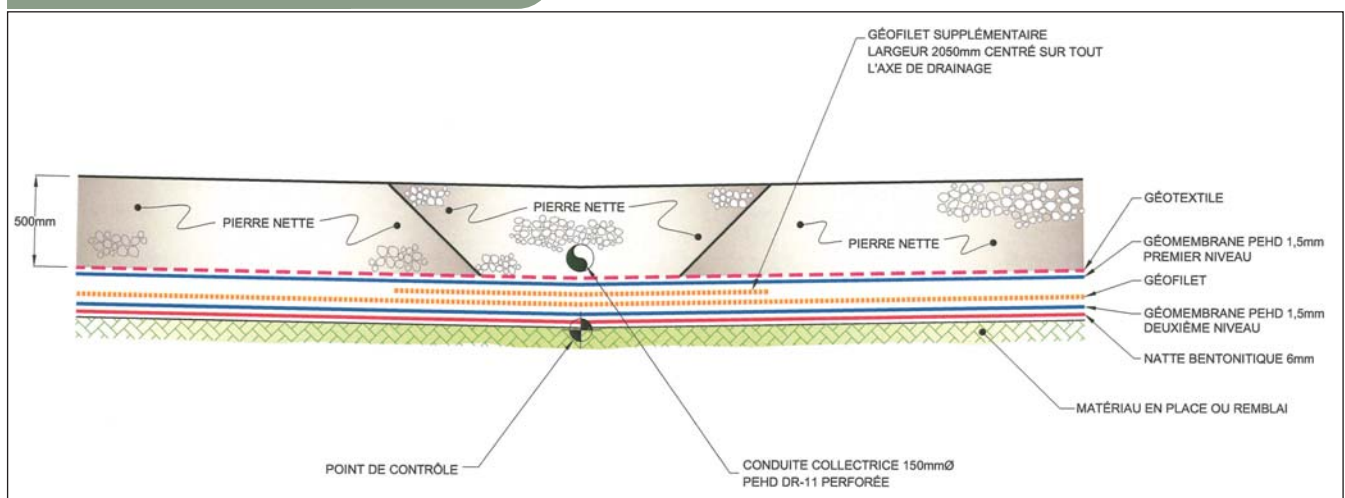 GÉOFILET SUPPLÉMENTAIRE
LARGEUR 2050mm CENTRÉ SUR TOUT
L'AXE DE DRAINAGE
500mm
PIERRE NETTE
PIERRE NETTE
PIERRE NETTE
GÉOTEXTILE
GÉOMEMBRANE PEHD 1,5mm
PREMIER NIVEAU
GÉOFILET
GÉOMEMBRANE PEHD 1,5mm
DEUXIÈME NIVEAU
NATTE BENTONITIQUE 6mm
MATÉRIAU EN PLACE OU REMBLAI
POINT DE CONTRÔLE
CONDUITE COLLECTRICE 150mmØ
PEHD DR-11 PERFORÉE